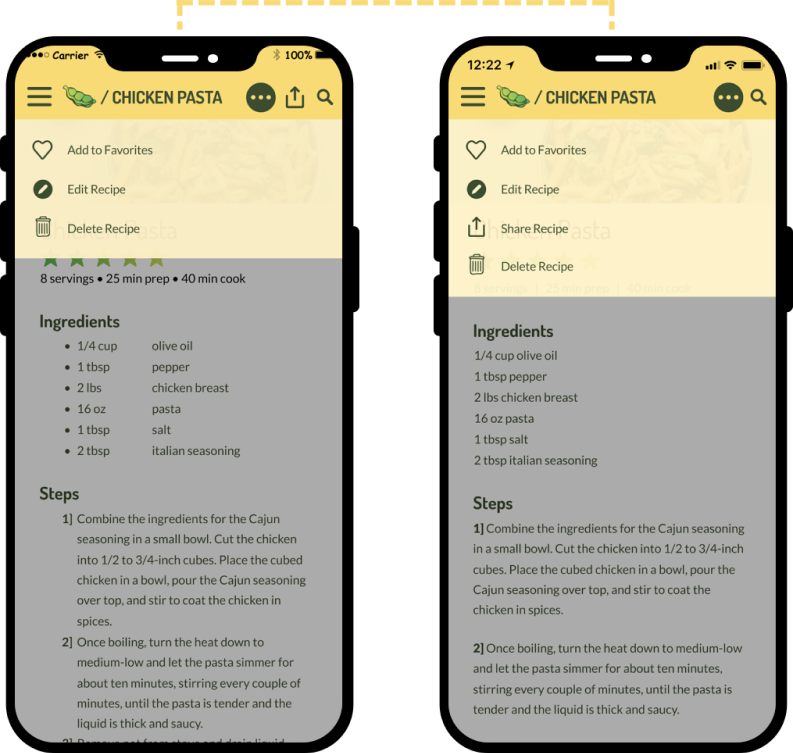 Carrier 100%
/ CHICKEN PASTA
Add to Favorites
Edit Recipe
Delete Recipe
Chicken Pasta
8 servings • 25 min prep • 40 min cook
Ingredients
• 1/4 cup olive oil
• 1 tbsp pepper
• 2 lbs chicken breast
• 16 oz pasta
• 1 tbsp salt
• 2 tbsp italian seasoning
Steps
1] Combine the ingredients for the Cajun
seasoning in a small bowl. Cut the chicken
into 1/2 to 3/4-inch cubes. Place the cubed
chicken in a bowl, pour the Cajun seasoning
over top, and stir to coat the chicken in
spices.
2] Once boiling, turn the heat down to
medium-low and let the pasta simmer for
about ten minutes, stirring every couple of
minutes, until the pasta is tender and the
liquid is thick and saucy.
3] Remove pot from stove and drain liquid
12:22
/ CHICKEN PASTA
Add to Favorites
Edit Recipe
Share Recipe
Chicken Pasta
Delete Recipe
8 servings | 25 min prep | 40 min cook
Ingredients
1/4 cup olive oil
1 tbsp pepper
2 lbs chicken breast
16 oz pasta
1 tbsp salt
2 tbsp italian seasoning
Steps
1] Combine the ingredients for the Cajun seasoning
in a small bowl. Cut the chicken into 1/2 to 3/4-inch
cubes. Place the cubed chicken in a bowl, pour the
Cajun seasoning over top, and stir to coat the
chicken in spices.
2] Once boiling, turn the heat down to medium-low
and let the pasta simmer for about ten minutes,
stirring every couple of minutes, until the pasta is
tender and the liquid is thick and saucy.